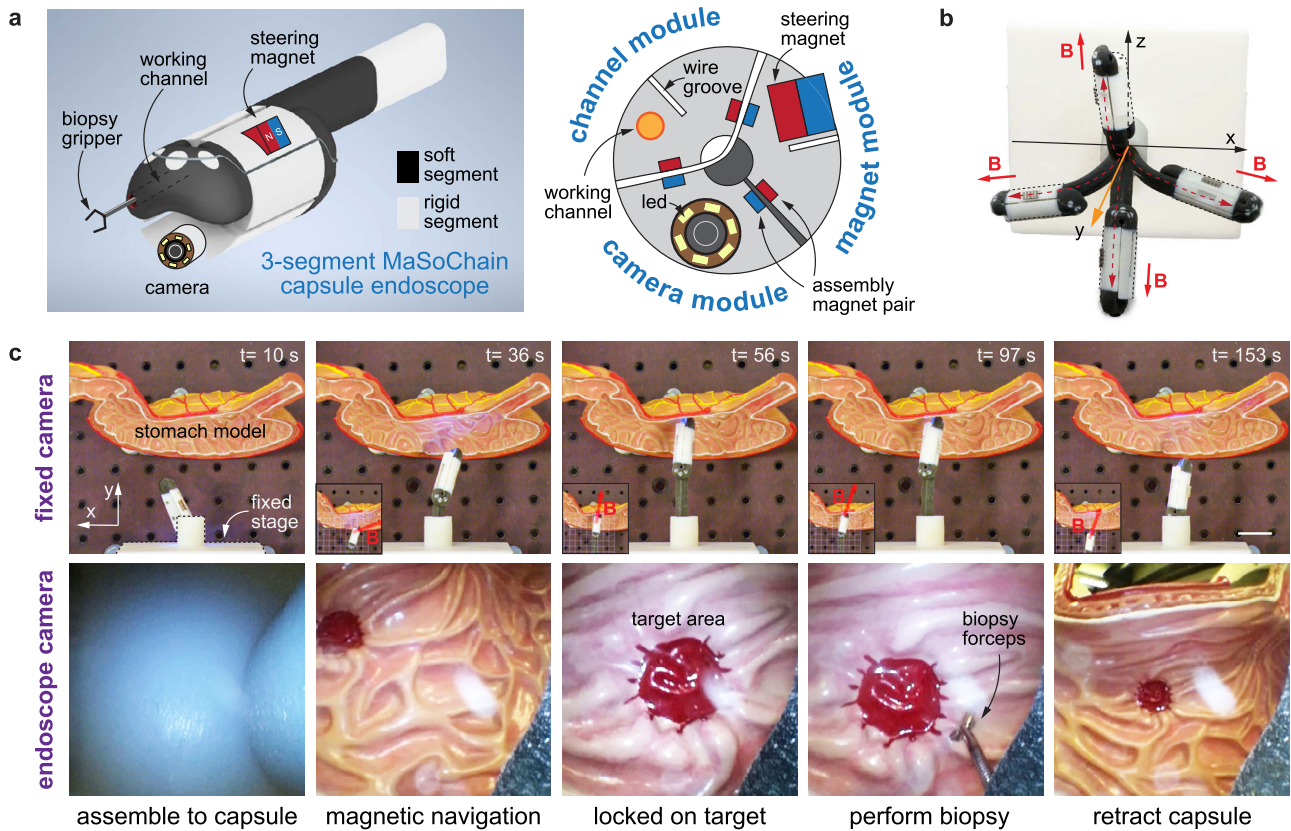 a
working
channel
steering
magnet
biopsy
gripper
N S
soft
segment
rigid
segment
camera
3-segment MaSoChain
capsule endoscope
channel module
magnet module
camera module
wire
groove
steering
magnet
working
channel
led
assembly
magnet pair
b
B
z
x
B
B
y
B
c
fixed camera
t= 10 s
stomach model
y
x
fixed
stage
t= 36 s
B
t= 56 s
B
t= 97 s
B
t= 153 s
B
endoscope camera
target area
biopsy
forceps
assemble to capsule
magnetic navigation
locked on target
perform biopsy
retract capsule